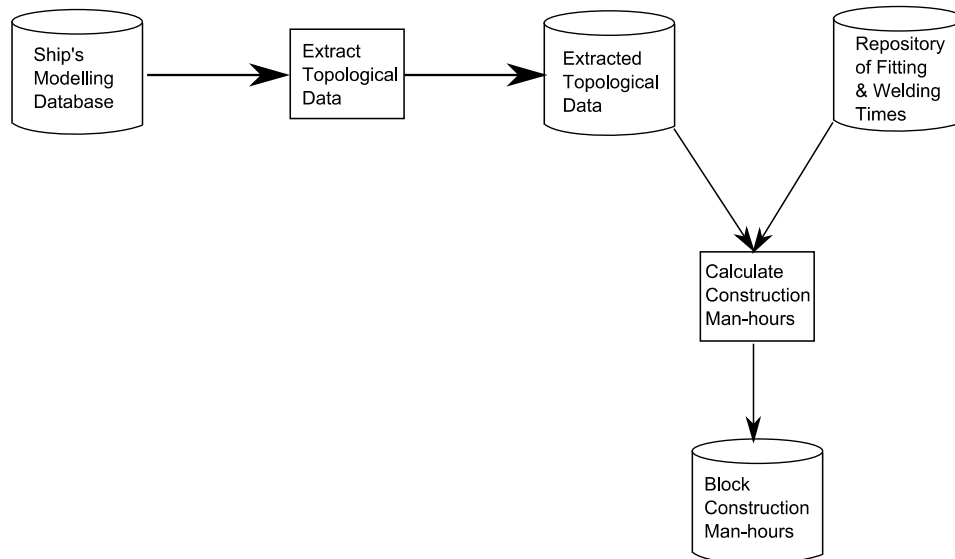 Ship's
Modelling
Database
Extract
Topological
Data
Extracted
Topological
Data
Repository
of Fitting
& Welding
Times
Calculate
Construction
Man-hours
Block
Construction
Man-hours